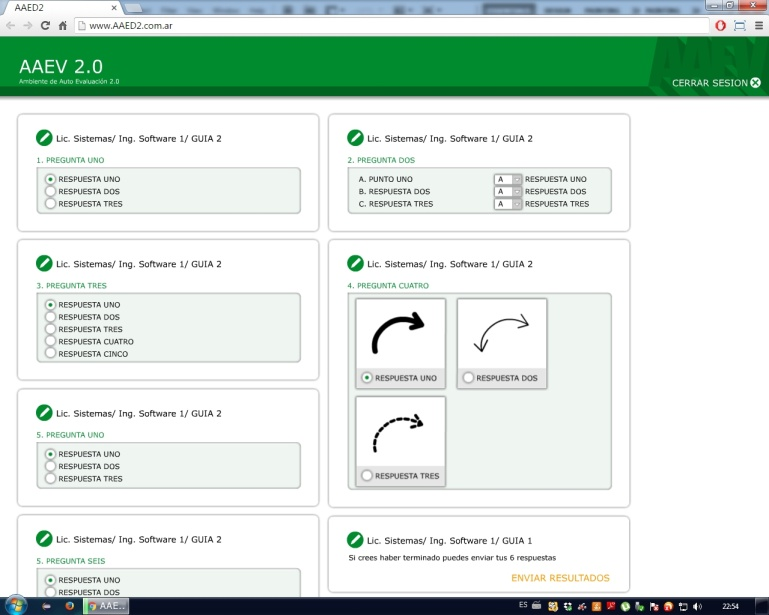 AAED2
www.AAED2.com.ar
AAEV 2.0
Ambiente de Auto Evaluación 2.0
AAEV
CERRAR SESION
Lic. Sistemas/ Ing. Software 1/ GUIA 2
1. PREGUNTA UNO
RESPUESTA UNO
RESPUESTA DOS
RESPUESTA TRES
Lic. Sistemas/ Ing. Software 1/ GUIA 2
2. PREGUNTA DOS
A. PUNTO UNO A RESPUESTA UNO
B. RESPUESTA DOS A RESPUESTA DOS
C. RESPUESTA TRES A RESPUESTA TRES
Lic. Sistemas/ Ing. Software 1/ GUIA 2
3. PREGUNTA TRES
RESPUESTA UNO
RESPUESTA DOS
RESPUESTA TRES
RESPUESTA CUATRO
RESPUESTA CINCO
Lic. Sistemas/ Ing. Software 1/ GUIA 2
4. PREGUNTA CUATRO
RESPUESTA UNO
RESPUESTA DOS
RESPUESTA TRES
Lic. Sistemas/ Ing. Software 1/ GUIA 2
5. PREGUNTA UNO
RESPUESTA UNO
RESPUESTA DOS
RESPUESTA TRES
Lic. Sistemas/ Ing. Software 1/ GUIA 2
5. PREGUNTA SEIS
RESPUESTA UNO
RESPUESTA DOS
Lic. Sistemas/ Ing. Software 1/ GUIA 1
Si crees haber terminado puedes enviar tus 6 respuestas
ENVIAR RESULTADOS
AAE...
ES
22:54